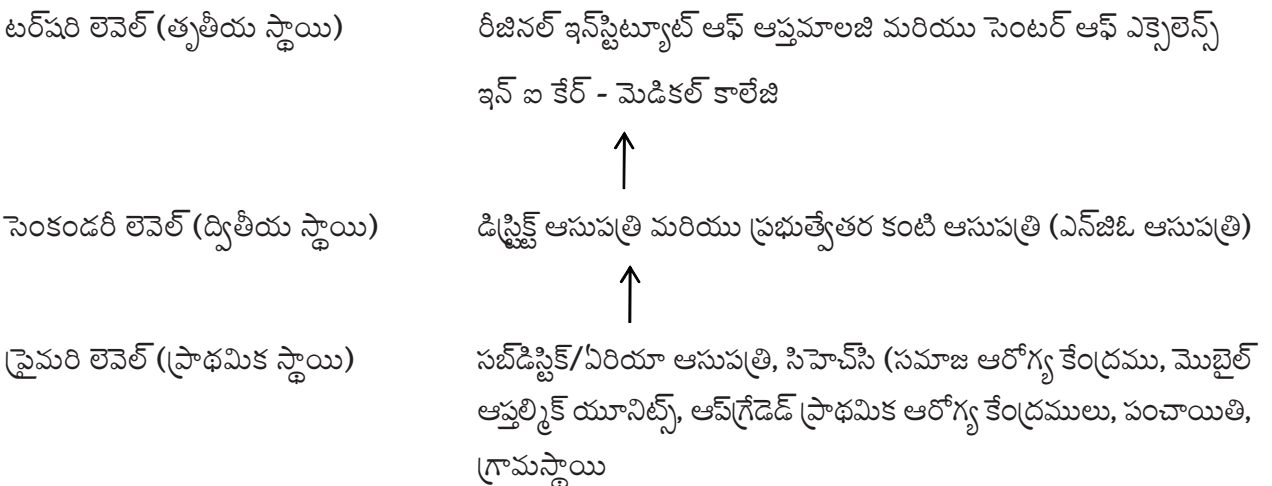 టర్‌షరి లెవెల్ (తృతీయ స్థాయి) రీజినల్ ఇన్‌స్టిట్యూట్ ఆఫ్ ఆప్తమాలజి మరియు సెంటర్ ఆఫ్ ఎక్సెలెన్స్
ఇన్ ఐ కేర్ - మెడికల్ కాలేజి
సెంకండరీ లెవెల్ (ద్వితీయ స్థాయి) డిస్ట్రిక్ట్ ఆసుపత్రి మరియు ప్రభుత్వేతర కంటి ఆసుపత్రి (ఎన్‌జిఓ ఆసుపత్రి)
ప్రైమరి లెవెల్ (ప్రాథమిక స్థాయి) సబ్‌డిస్టిక్/ఏరియా ఆసుపత్రి, సిహెచ్‌సి (సమాజ ఆరోగ్య కేంద్రము, మొబైల్
ఆప్తల్మిక్ యూనిట్స్, ఆప్‌గ్రేడెడ్ ప్రాథమిక ఆరోగ్య కేంద్రములు, పంచాయితి,
గ్రామస్థాయి